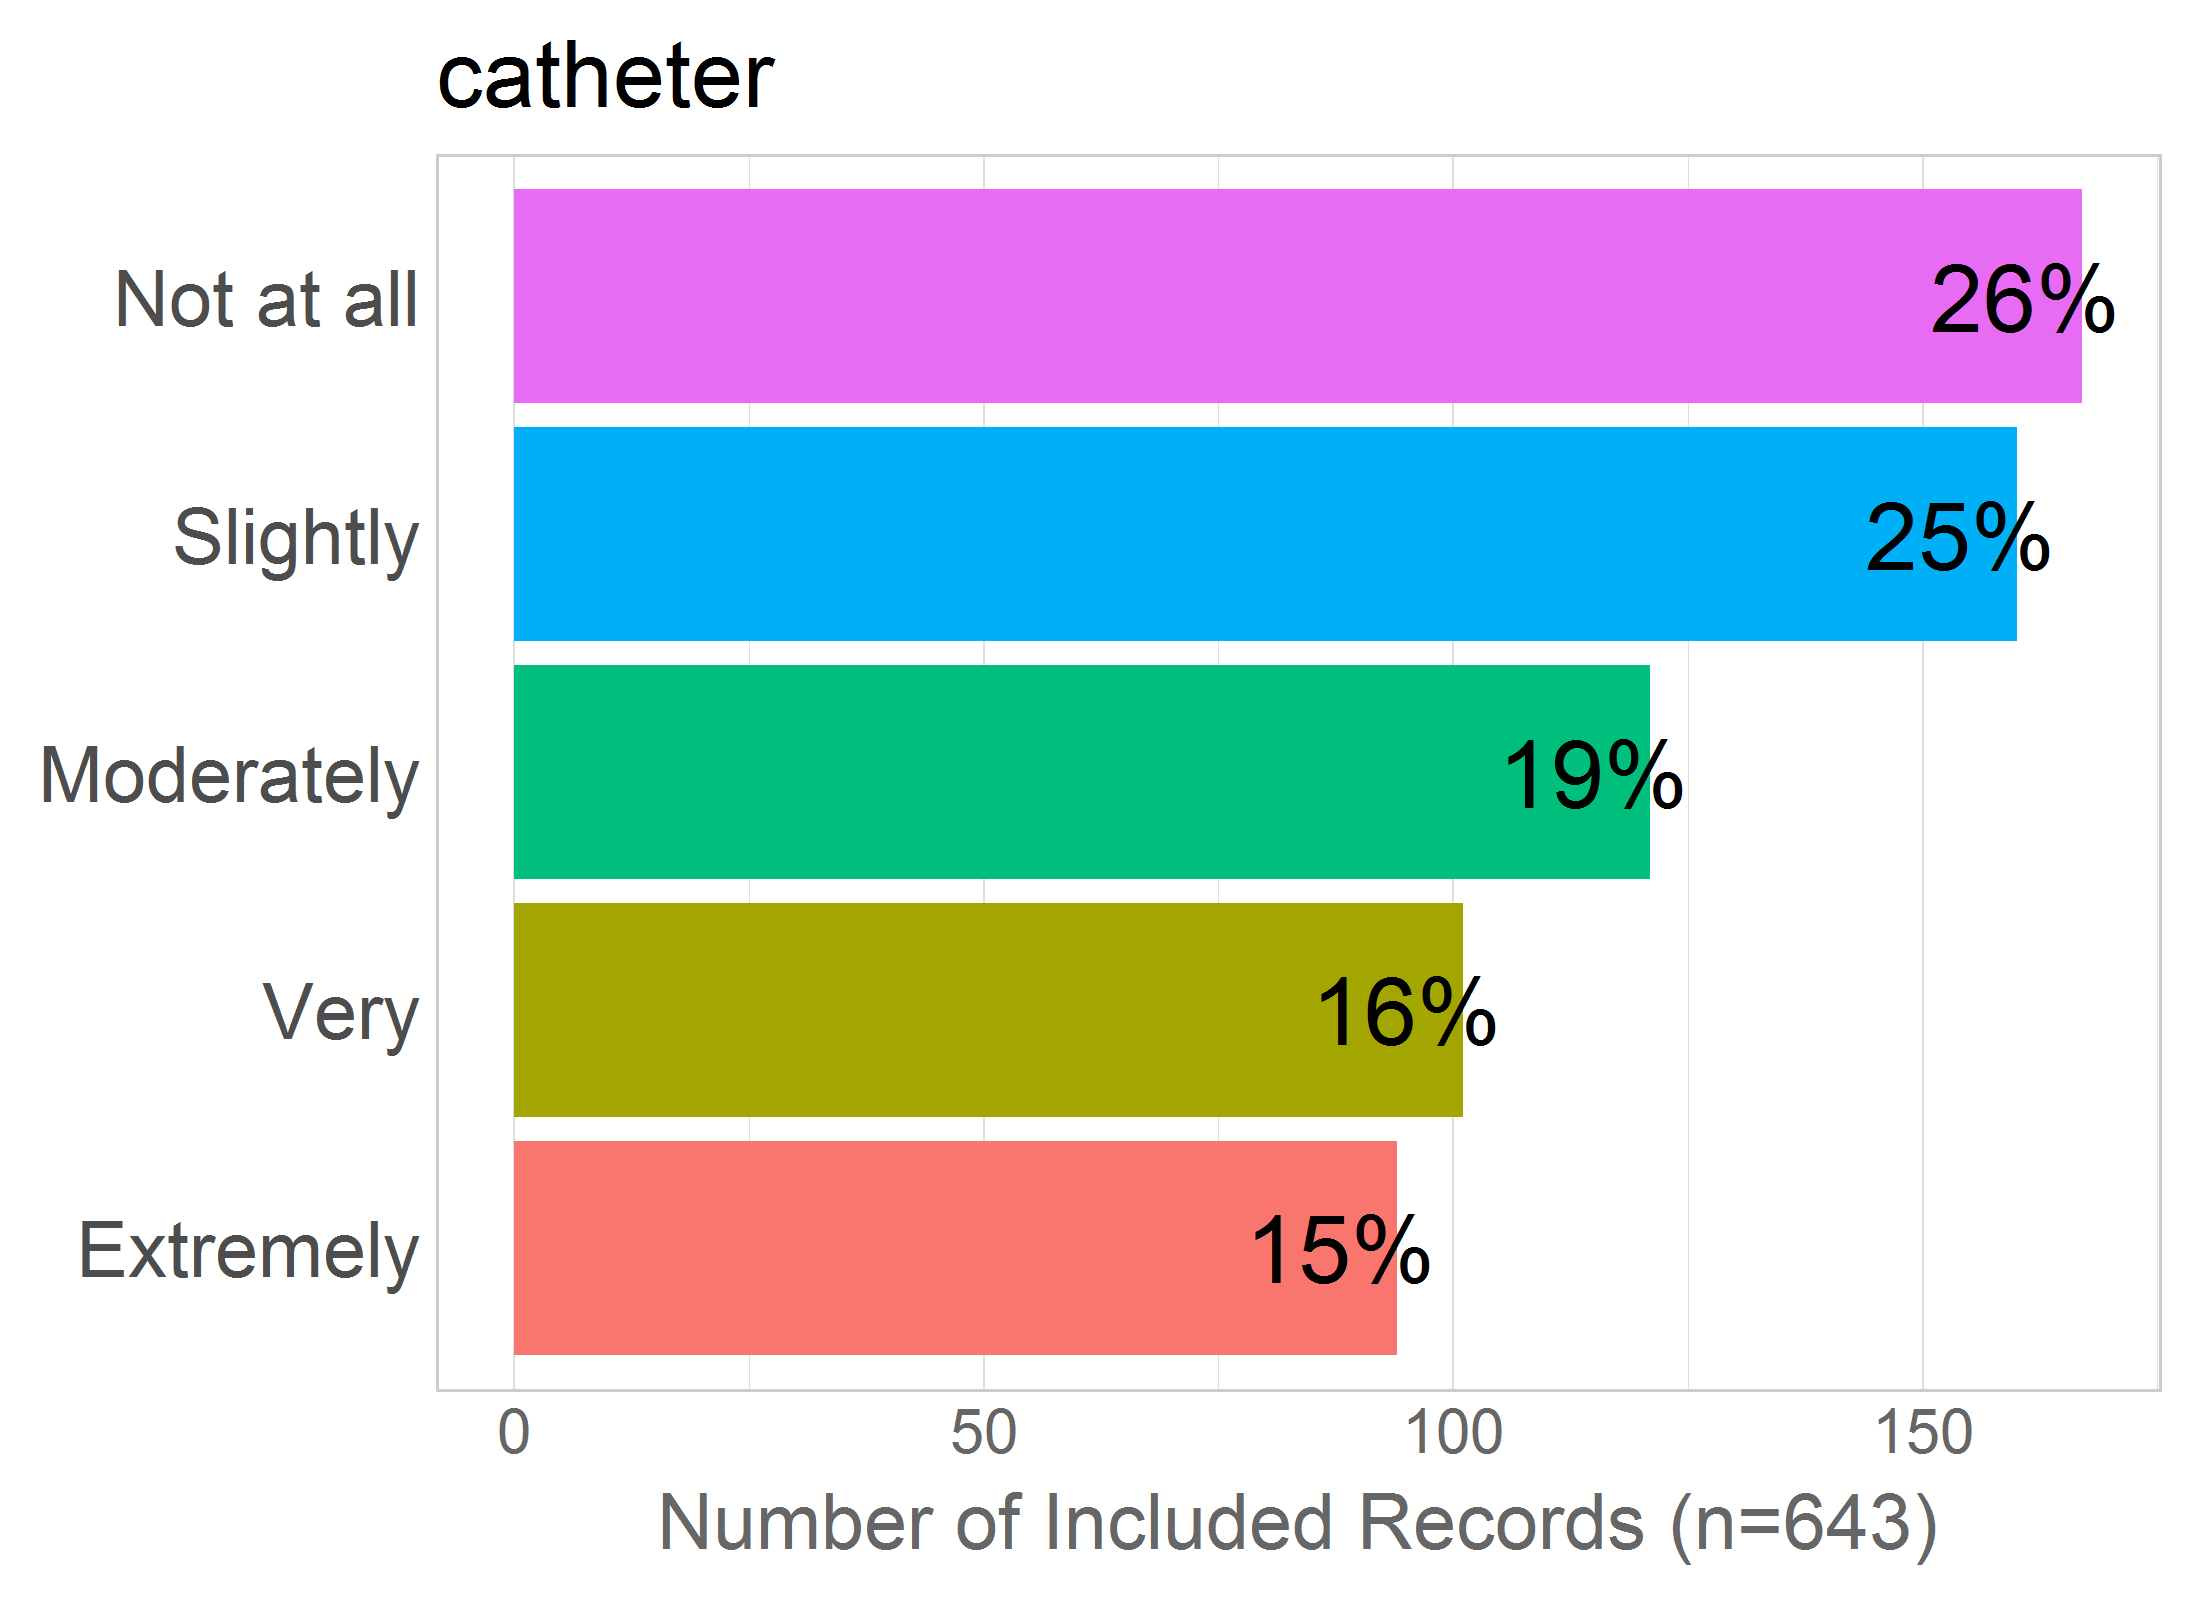 catheter
Not at all 26%
Slightly 25%
Moderately 19%
Very 16%
Extremely 15%
0 50 100 150
Number of Included Records (n=643)